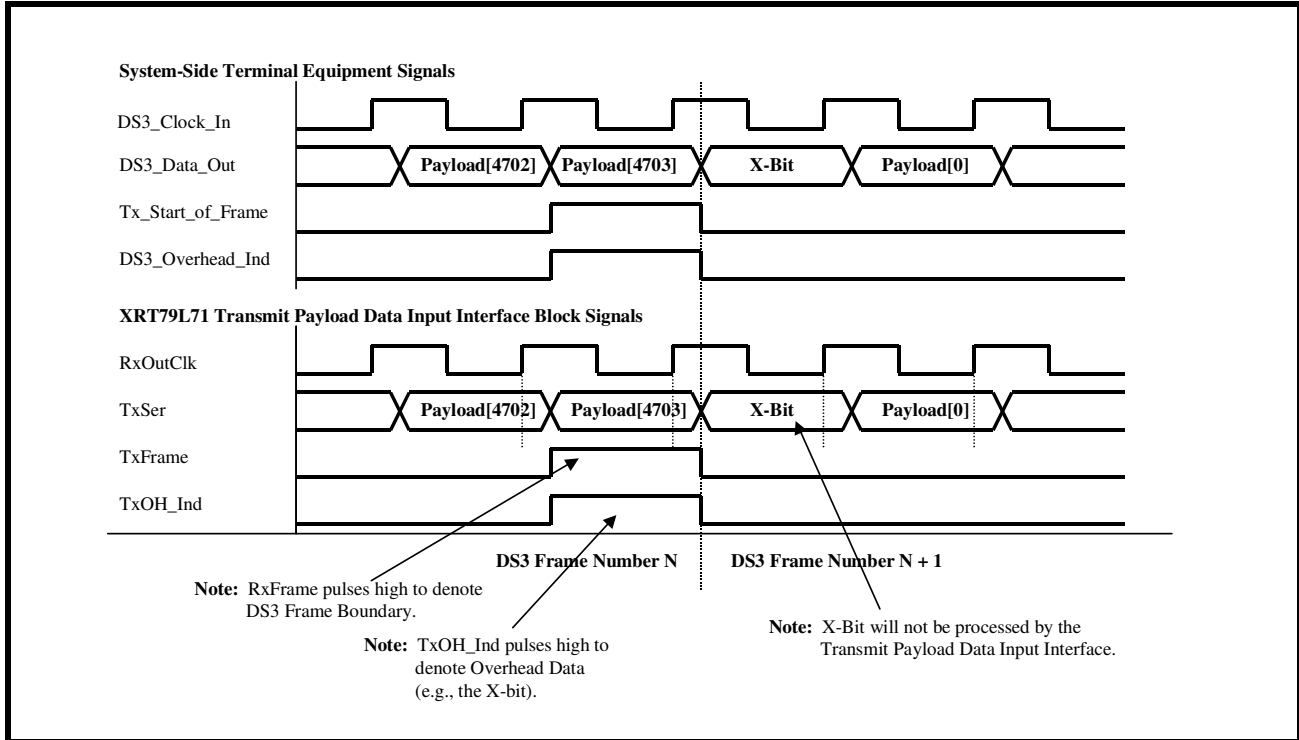 System-Side Terminal Equipment Signals
DS3_Clock_In
DS3_Data_Out
Payload[4702] Payload[4703] X-Bit Payload[0]
Tx_Start_of_Frame
DS3_Overhead_Ind
XRT79L71 Transmit Payload Data Input Interface Block Signals
RxOutClk
TxSer
Payload[4702] Payload[4703] X-Bit Payload[0]
TxFrame
TxOH_Ind
DS3 Frame Number N DS3 Frame Number N + 1
Note: RxFrame pulses high to denote
DS3 Frame Boundary.
Note: TxOH_Ind pulses high to
denote Overhead Data
(e.g., the X-bit).
Note: X-Bit will not be processed by the
Transmit Payload Data Input Interface.